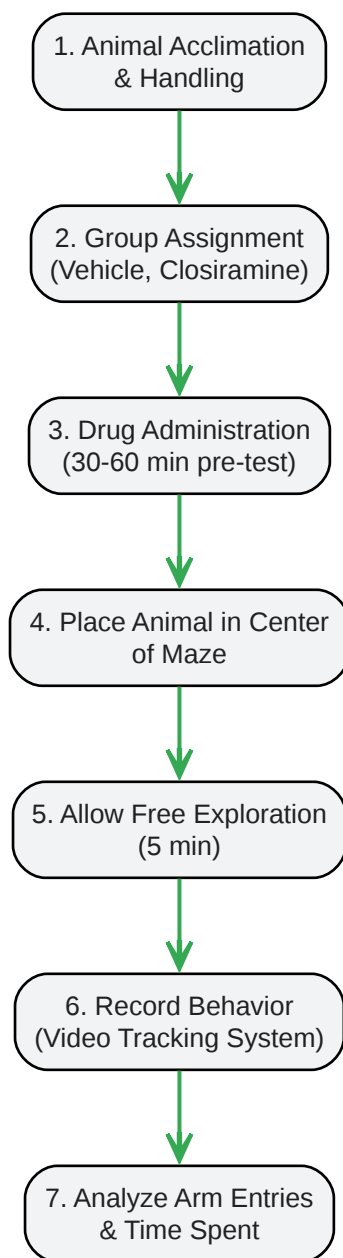 1. Animal Acclimation
& Handling
2. Group Assignment
(Vehicle, Closiramine)
3. Drug Administration
(30-60 min pre-test)
4. Place Animal in Center
of Maze
5. Allow Free Exploration
(5 min)
6. Record Behavior
(Video Tracking System)
7. Analyze Arm Entries
& Time Spent